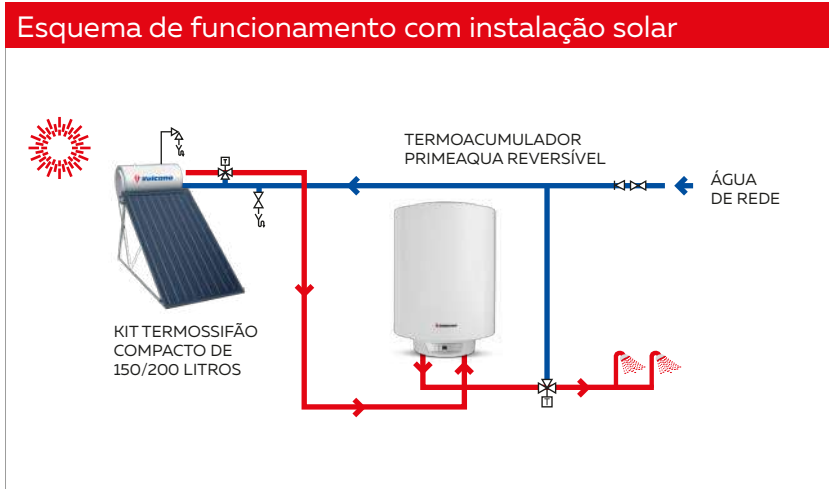 Esquema de funcionamento com instalação solar
TERMOACUMULADOR
PRIMEAQUA REVERSÍVEL
ÁGUA
DE REDE
T
Vulcano
KIT TERMOSSIFÃO
COMPACTO DE
150/200 LITROS
T